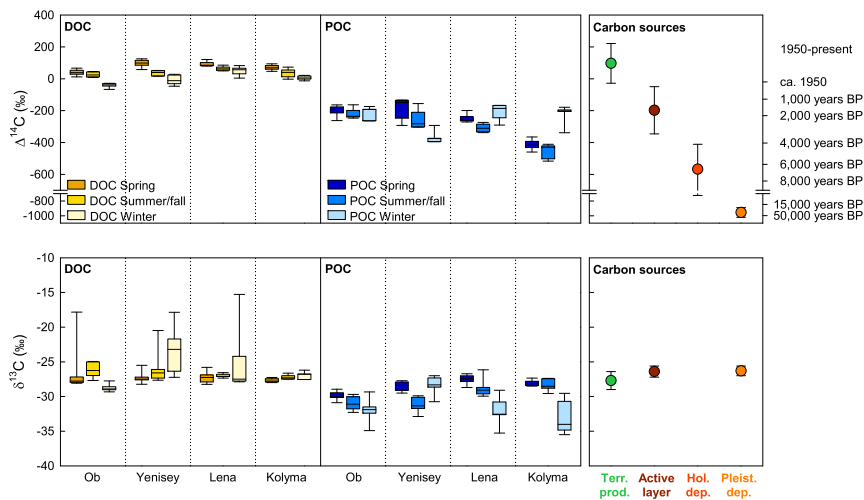 DOC
POC
Carbon sources
400
200
0
-200
-400
-600
-800
-1000
Δ14C (‰)
DOC Spring
DOC Summer/fall
DOC Winter
POC Spring
POC Summer/fall
POC Winter
1950-present
ca. 1950
1,000 years BP
2,000 years BP
4,000 years BP
6,000 years BP
8,000 years BP
15,000 years BP
50,000 years BP
DOC
POC
Carbon sources
-10
-15
-20
-25
-30
-35
-40
δ13C (‰)
Ob Yenisey Lena Kolyma Ob Yenisey Lena Kolyma
Terr. Active Hol. Pleist.
prod. layer dep. dep.